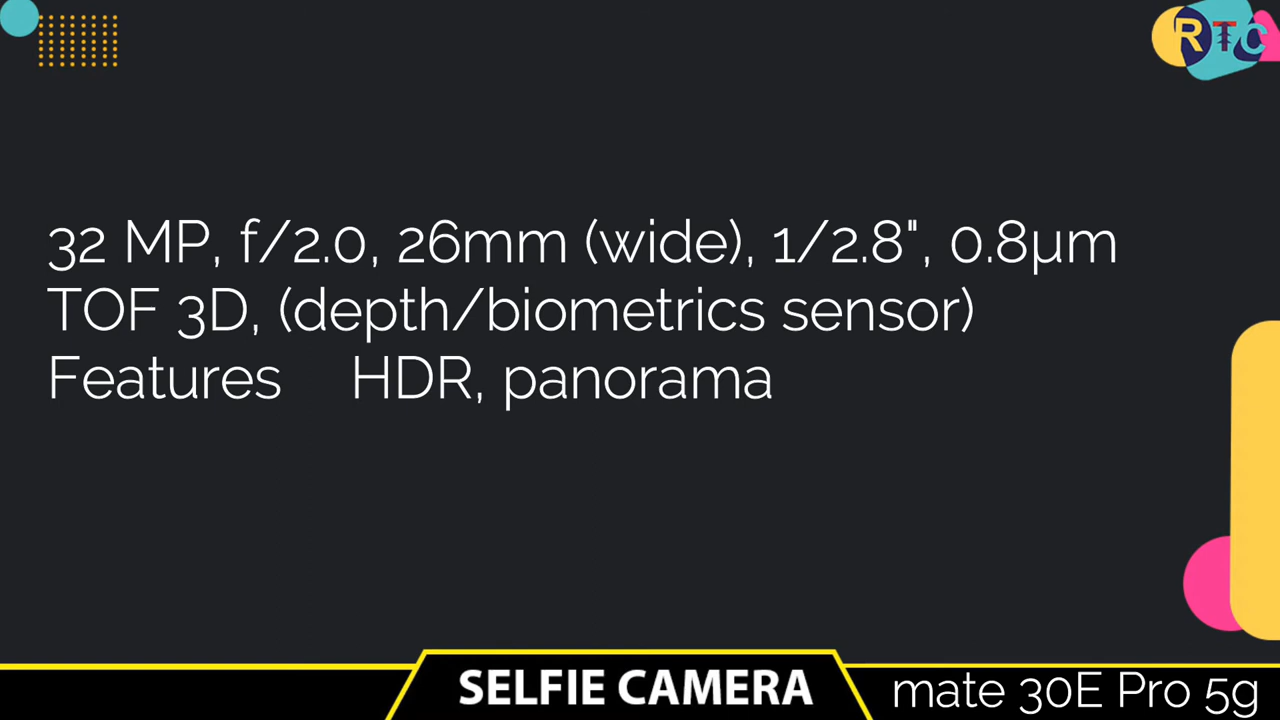 RTC
32 MP, f/2.0, 26mm (wide), 1/2.8", 0.8µm
TOF 3D, (depth/biometrics sensor)
Features HDR, panorama
SELFIE CAMERA
mate 30E Pro 5g